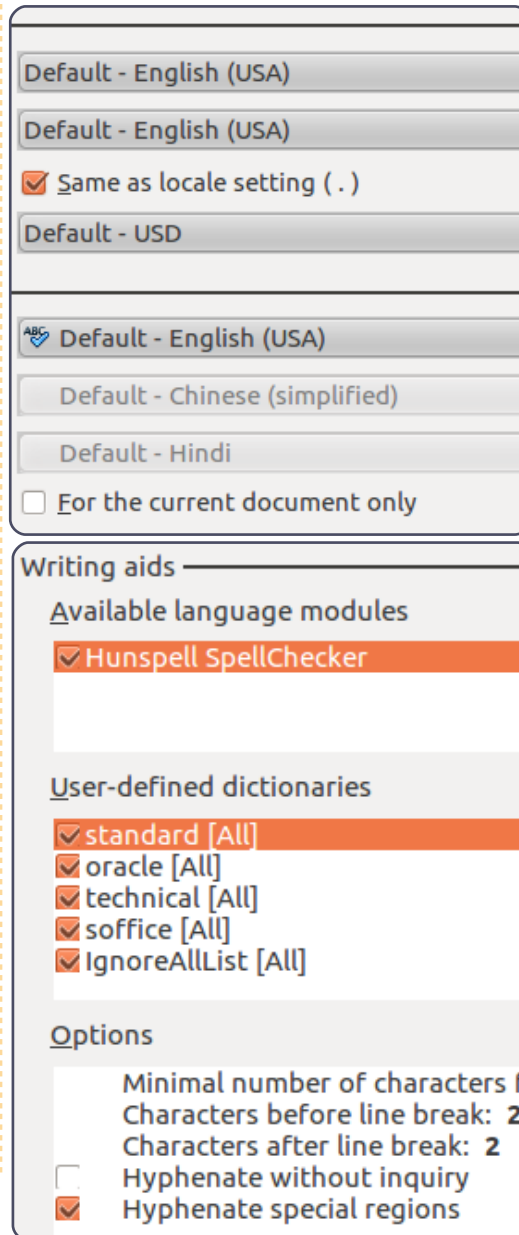 Default - English (USA)
Default - English (USA)
Same as locale setting ( . )
Default - USD
ABC Default - English (USA)
Default - Chinese (simplified)
Default - Hindi
For the current document only
Writing aids
Available language modules
Hunspell SpellChecker
User-defined dictionaries
standard [All]
oracle [All]
technical [All]
soffice [All]
IgnoreAllList [All]
Options
Minimal number of characters
Characters before line break: 2
Characters after line break: 2
Hyphenate without inquiry
Hyphenate special regions